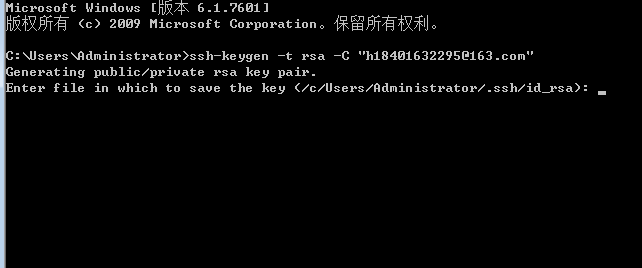 Microsoft Windows [版本 6.1.7601]
版权所有 (c) 2009 Microsoft Corporation。保留所有权利。
C:\Users\Administrator>ssh-keygen -t rsa -C "h18401632295@163.com"
Generating public/private rsa key pair.
Enter file in which to save the key (/c/Users/Administrator/.ssh/id_rsa): _